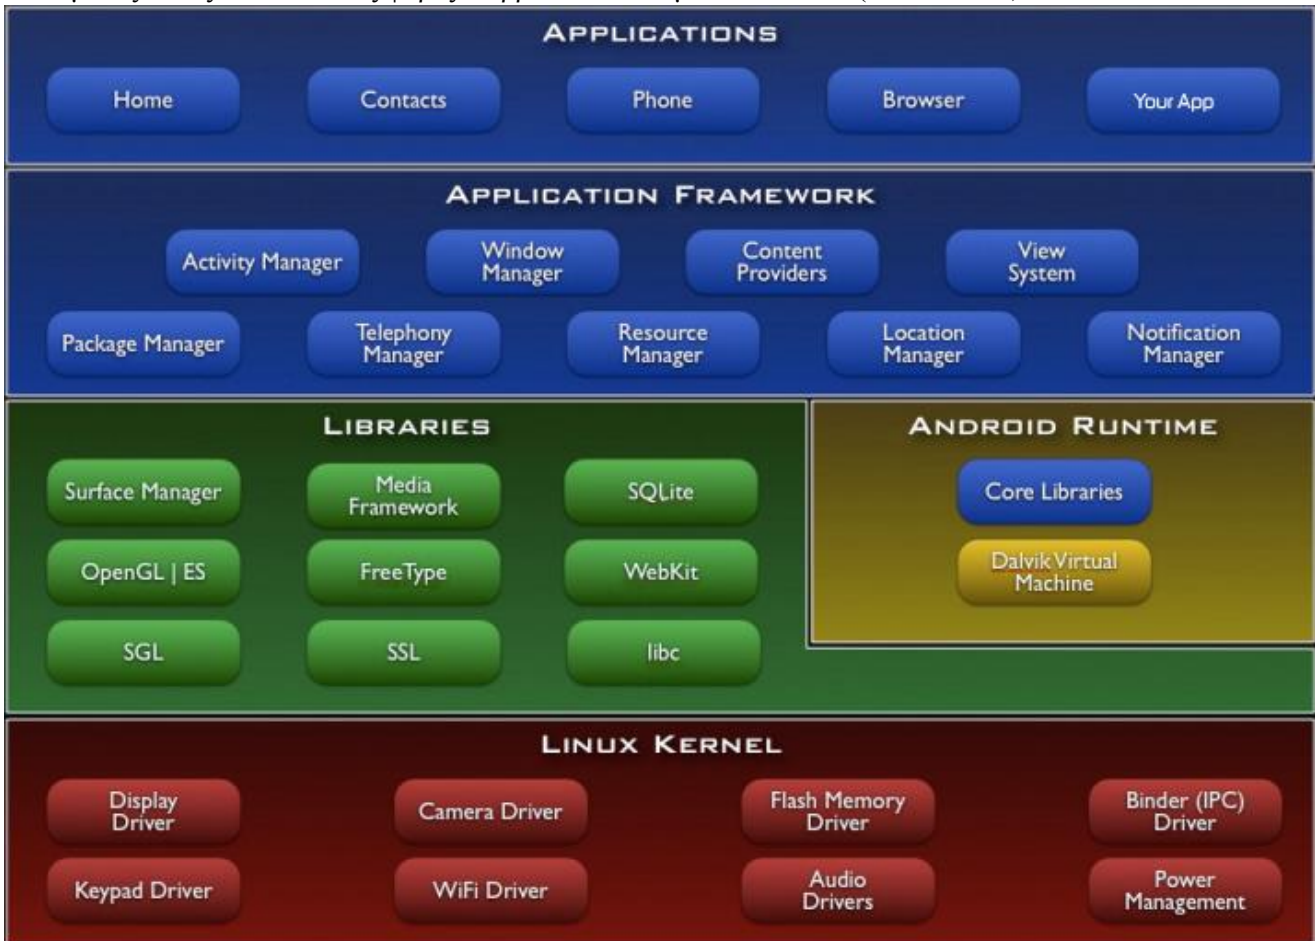 APPLICATIONS
Home
Contacts
Phone
Browser
Your App
APPLICATION FRAMEWORK
Activity Manager
Window
Manager
Content
Providers
View
System
Package Manager
Telephony
Manager
Resource
Manager
Location
Manager
Notification
Manager
LIBRARIES
Surface Manager
Media
Framework
SQLite
OpenGL | ES
FreeType
WebKit
SGL
SSL
libc
ANDROID RUNTIME
Core Libraries
Dalvik Virtual
Machine
LINUX KERNEL
Display
Driver
Camera Driver
Flash Memory
Driver
Binder (IPC)
Driver
Keypad Driver
WiFi Driver
Audio
Drivers
Power
Management